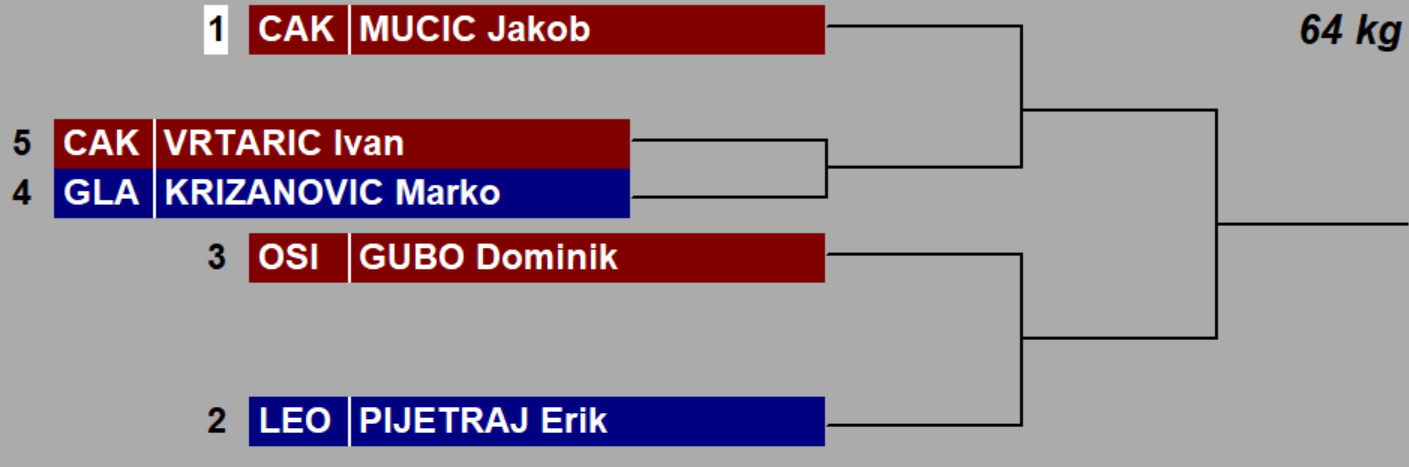 1 CAK MUCIC Jakob
64 kg
5 CAK VRTARIC Ivan
4 GLA KRIZANOVIC Marko
3 OSI GUBO Dominik
2 LEO PIJETRAJ Erik